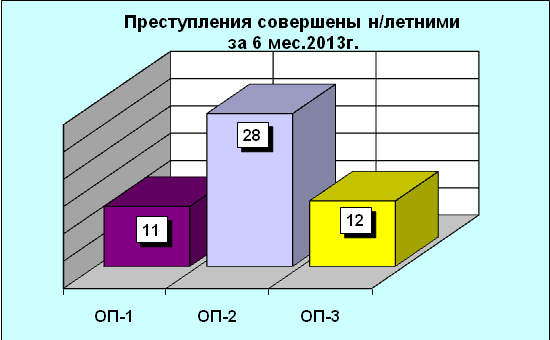 Преступления совершены н/летними
за 6 мес.2013г.
28
11
12
ОП-1 ОП-2 ОП-3